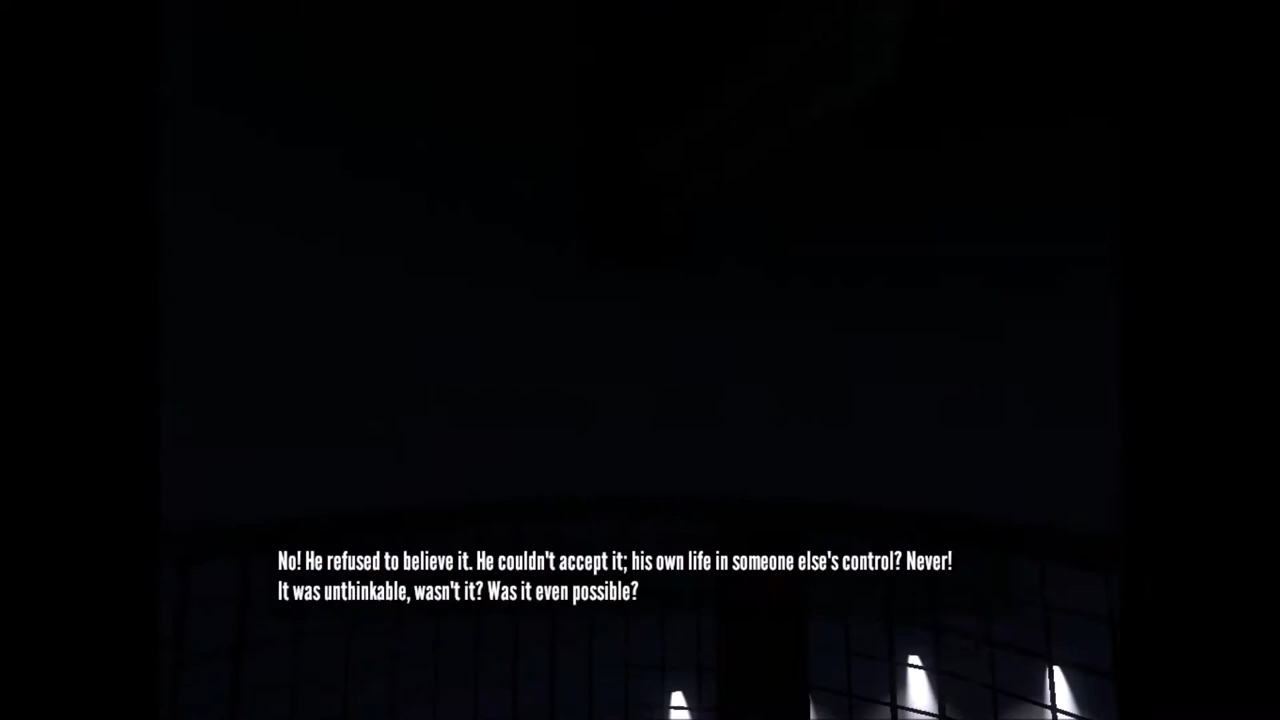 No! He refused to believe it. He couldn't accept it; his own life in someone else's control? Never!
It was unthinkable, wasn't it? Was it even possible?